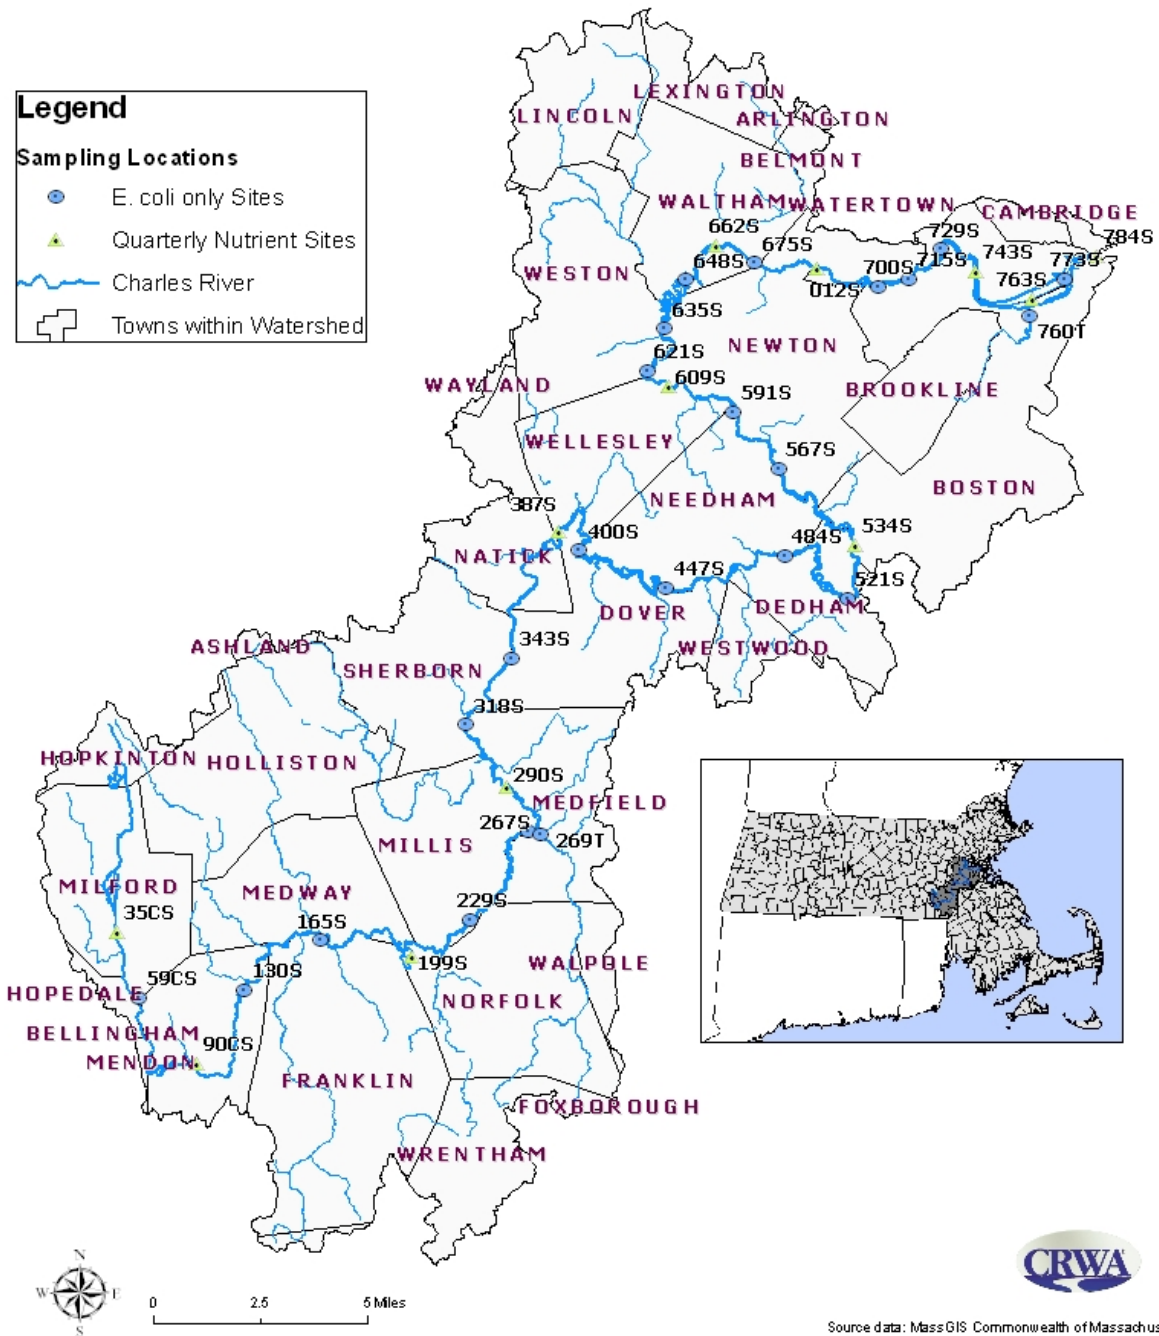 Legend
Sampling Locations
E. coli only Sites
Quarterly Nutrient Sites
Charles River
Towns within Watershed
LINCOLN
LEXINGTON
ARLINGTON
BELMONT
WALTHAM
WATERTOWN
CAMBRIDGE
662S
729S
784S
675S
743S
773S
648S
700S
715S
763S
WESTON
012S
635S
760T
621S
NEWTON
WAYLAND
609S
591S
BROOKLINE
WELLESLEY
567S
NEEDHAM
BOSTON
387S
400S
484S
534S
NATICK
447S
521S
DOVER
DEDHAM
343S
ASHLAND
WESTWOOD
SHERBORN
318S
HOPKINTON
HOLLISTON
290S
MEDFIELD
267S
269T
MILLIS
MILFORD
MEDWAY
35CS
229S
165S
199S
WALPOLE
59CS
130S
HOPEDALE
NORFOLK
BELLINGHAM
90CS
MENDON
FRANKLIN
FOXBOROUGH
WRENTHAM
N
W
E
S
0
2.5
5 Miles
CRWA
Source data: MassGIS Commonwealth of Massachus